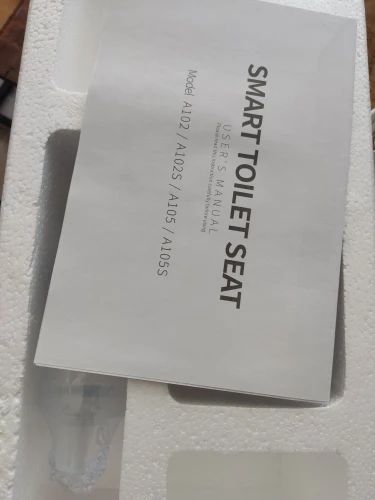 SMART TOILET SEAT
USER'S MANUAL
Model A102 / A102S / A105 / A105S